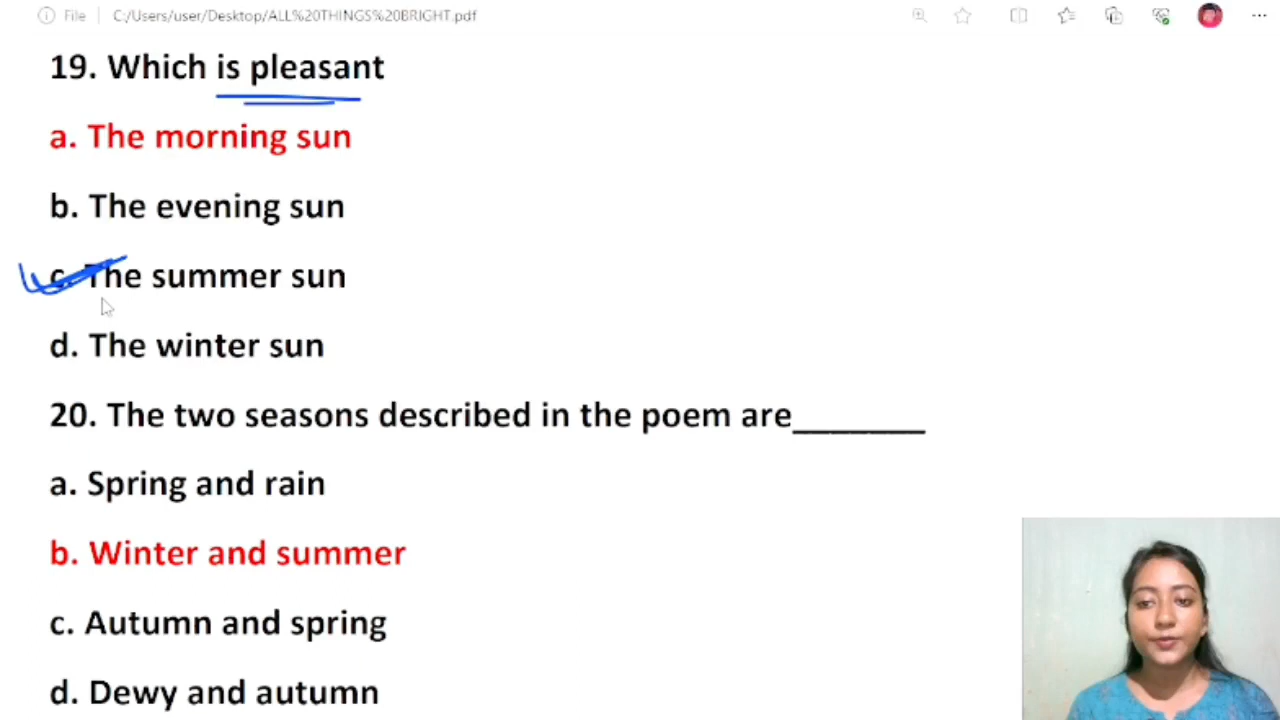 File C:/Users/user/Desktop/ALL%20THINGS%20BRIGHT.pdf
19. Which is pleasant
a. The morning sun
b. The evening sun
c. The summer sun
d. The winter sun
20. The two seasons described in the poem are_______
a. Spring and rain
b. Winter and summer
c. Autumn and spring
d. Dewy and autumn